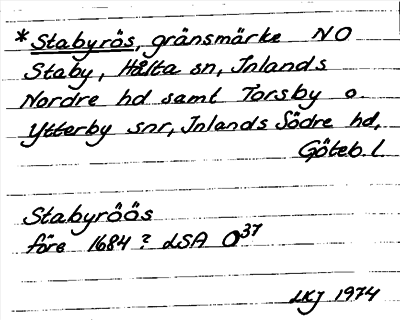 *Stabyrös, gränsmärke NO
Staby, Hålta sn, Inlands
Nordre hd samt Torsby o.
Ytterby snr, Inlands Södre hd,
Göteb. l.
Stabyröös
före 1684? LSA O37
LKJ 1974